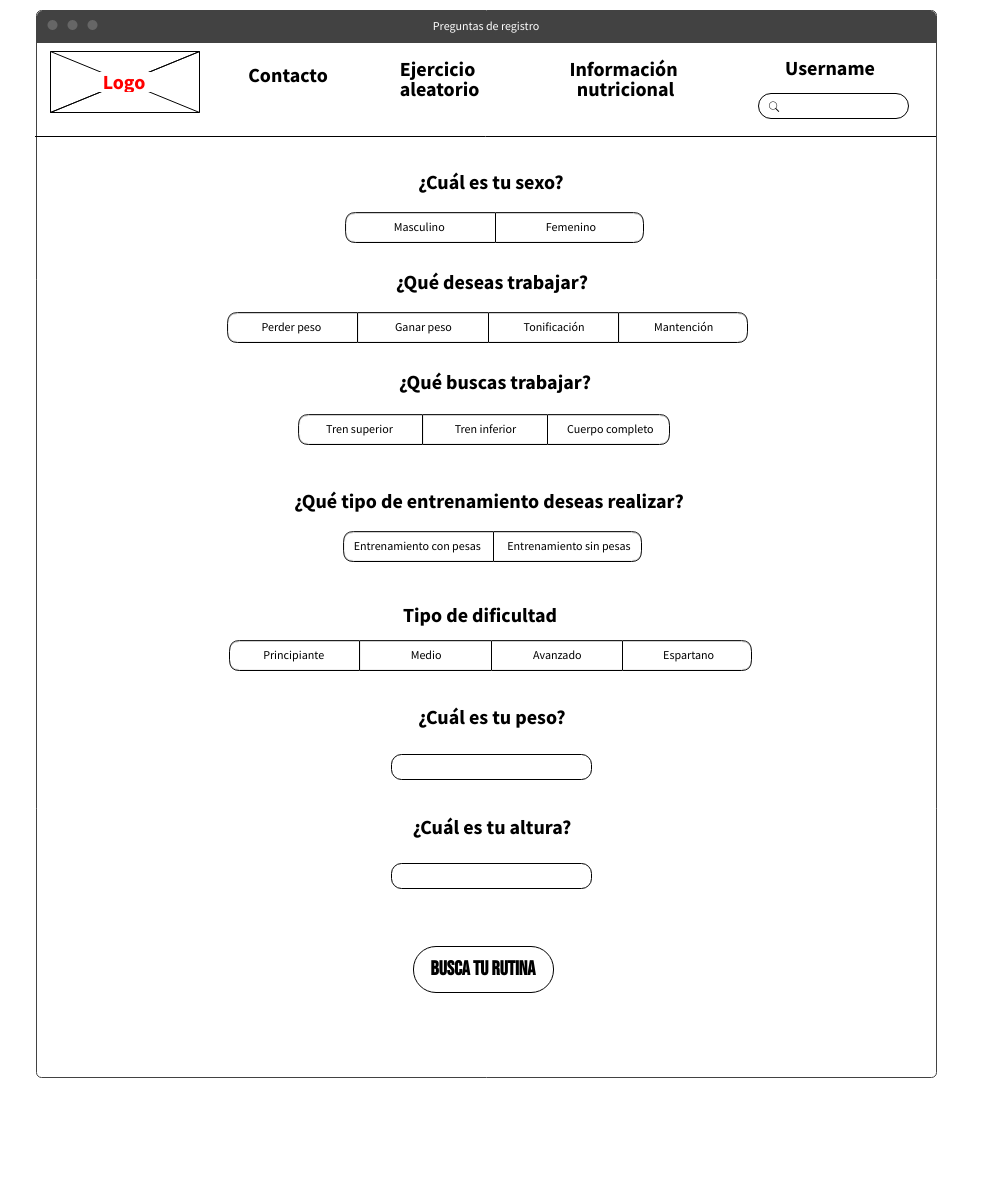 Preguntas de registro
Logo
Contacto
Ejercicio
aleatorio
Información
nutricional
Username
¿Cuál es tu sexo?
Masculino Femenino
¿Qué deseas trabajar?
Perder peso Ganar peso Tonificación Mantención
¿Qué buscas trabajar?
Tren superior Tren inferior Cuerpo completo
¿Qué tipo de entrenamiento deseas realizar?
Entrenamiento con pesas Entrenamiento sin pesas
Tipo de dificultad
Principiante Medio Avanzado Espartano
¿Cuál es tu peso?
¿Cuál es tu altura?
BUSCA TU RUTINA